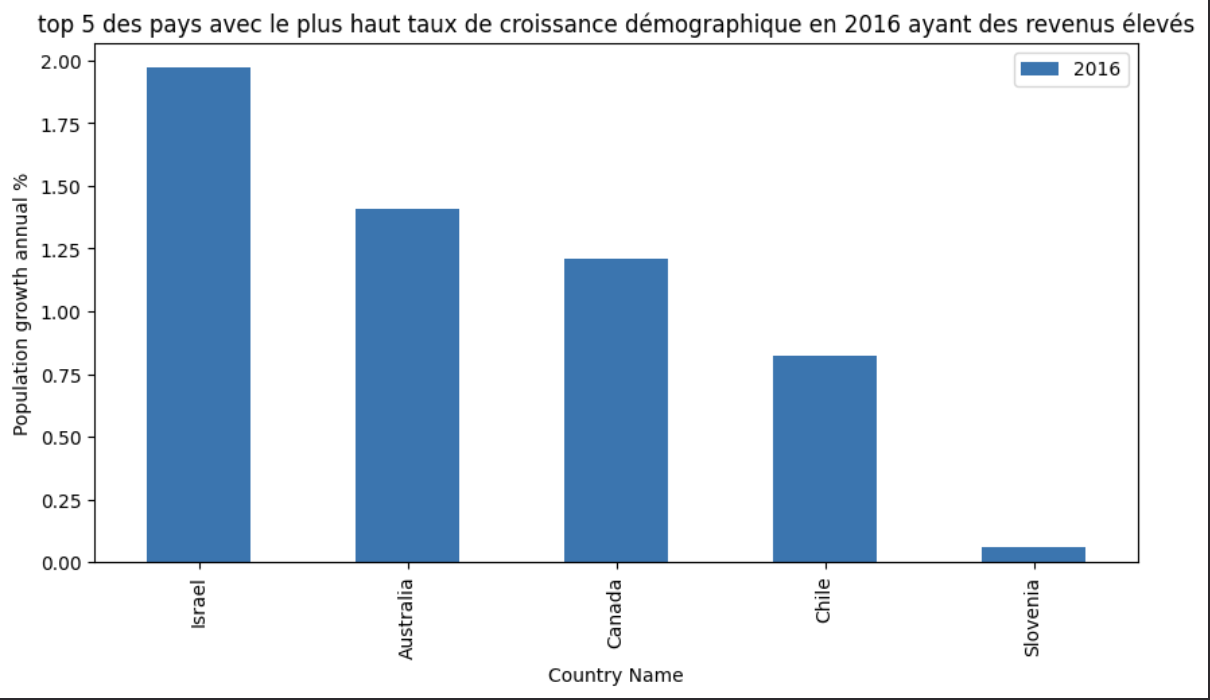 top 5 des pays avec le plus haut taux de croissance démographique en 2016 ayant des revenus élevés
2016
Population growth annual %
2.00
1.75
1.50
1.25
1.00
0.75
0.50
0.25
0.00
Israel
Australia
Canada
Chile
Slovenia
Country Name